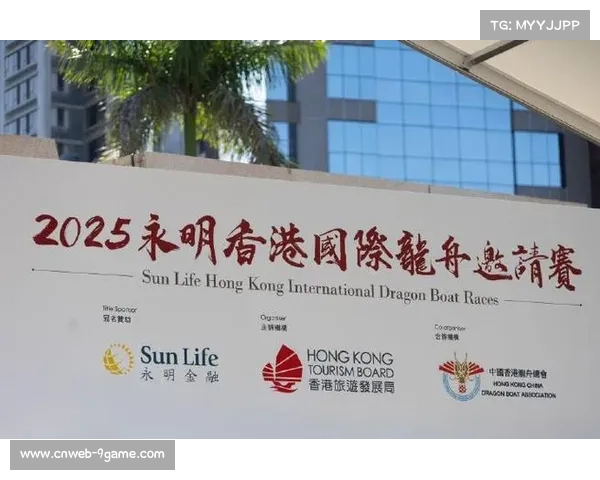 TG: MYYJJPP
2025永明香港國際龍舟邀請賽
Sun Life Hong Kong International Dragon Boat Races
Title Sponsor
冠名贊助
Organiser
主辦機構
Co-organiser
合辦機構
Sun Life
永明金融
HONG KONG
TOURISM BOARD
香港旅遊發展局
中國香港龍舟總會
HONG KONG CHINA
DRAGON BOAT ASSOCIATION
www.cnweb-9game.com